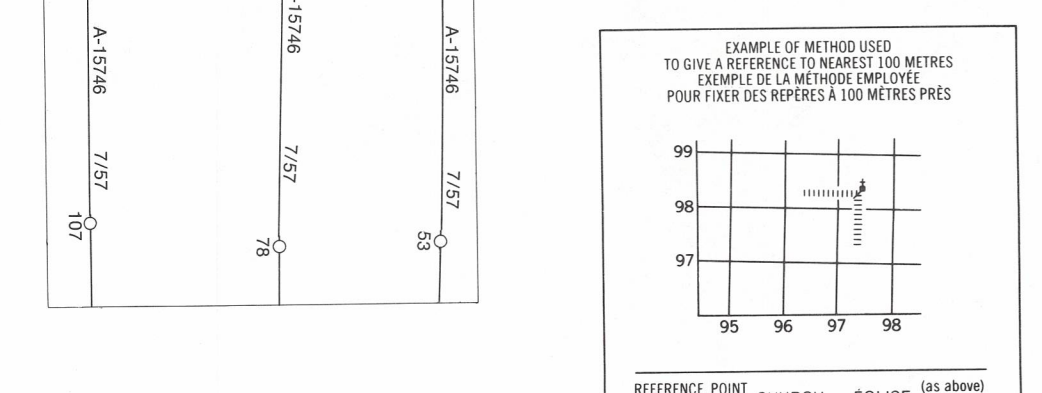 A-15746
-15746
A-15746
7/57
7/57
7/57
107
78
53
EXAMPLE OF METHOD USED
TO GIVE A REFERENCE TO NEAREST 100 METRES
EXEMPLE DE LA MÉTHODE EMPLOYÉE
POUR FIXER DES REPÈRES À 100 MÈTRES PRÈS
99
98
97
95 96 97 98
REFERENCE POINT CHURCH ÉGLISE (as above)